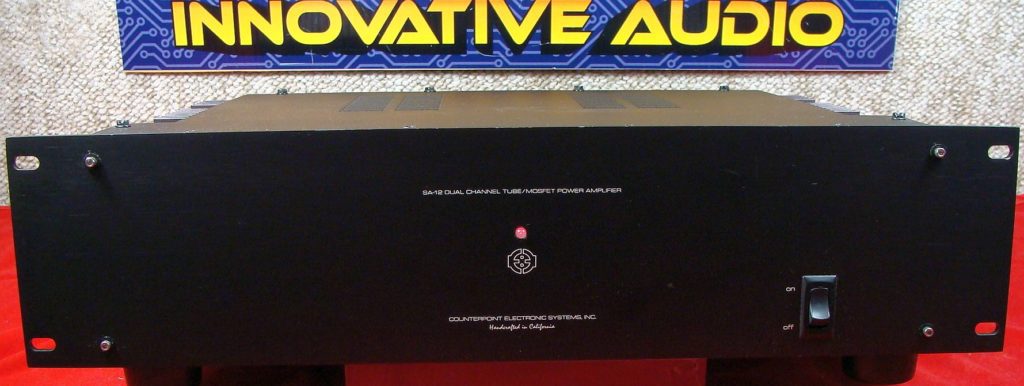 INNOVATIVE AUDIO
SA-12 DUAL CHANNEL TUBE/MOSFET POWER AMPLIFIER
on
off
COUNTERPOINT ELECTRONIC SYSTEMS, INC.
Handcrafted in California